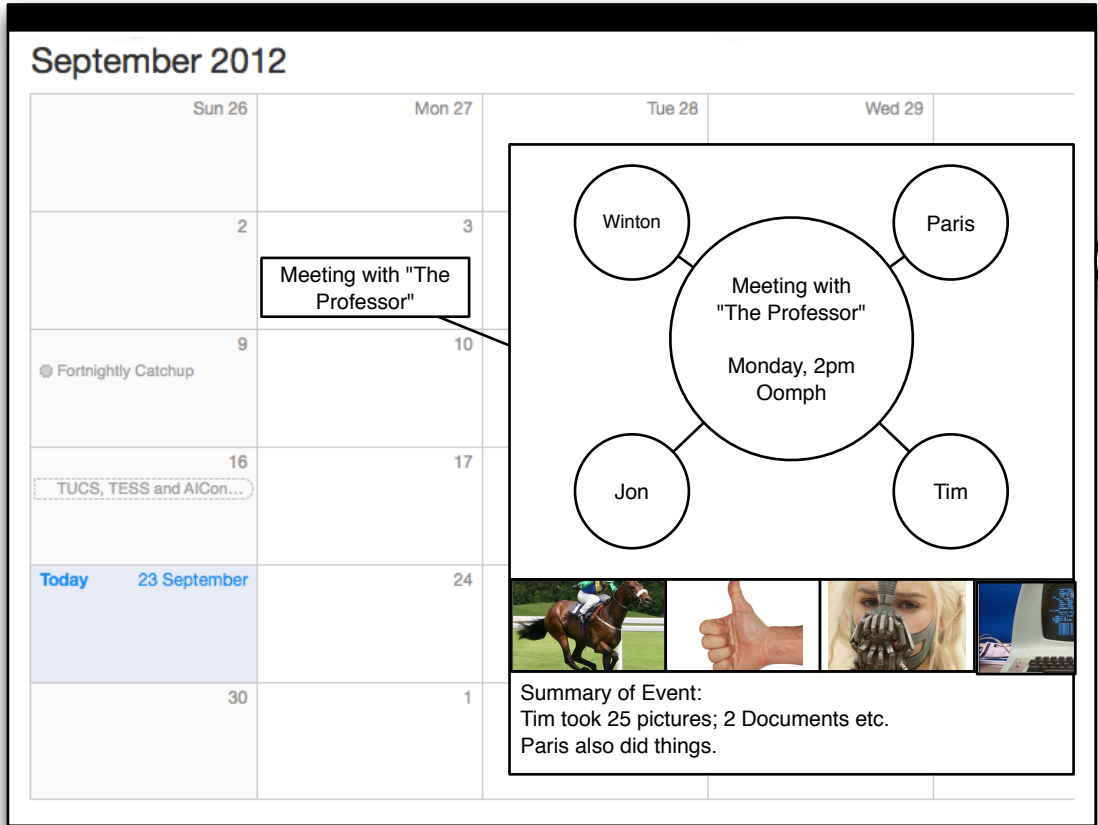 September 2012
Sun 26
Mon 27
Tue 28
Wed 29
2
3
Meeting with "The
Professor"
9
Fortnightly Catchup
10
16
TUCS, TESS and AICon...
17
Today 23 September
24
30
1
Winton
Paris
Meeting with
"The Professor"
Monday, 2pm
Oomph
Jon
Tim
Summary of Event:
Tim took 25 pictures; 2 Documents etc.
Paris also did things.